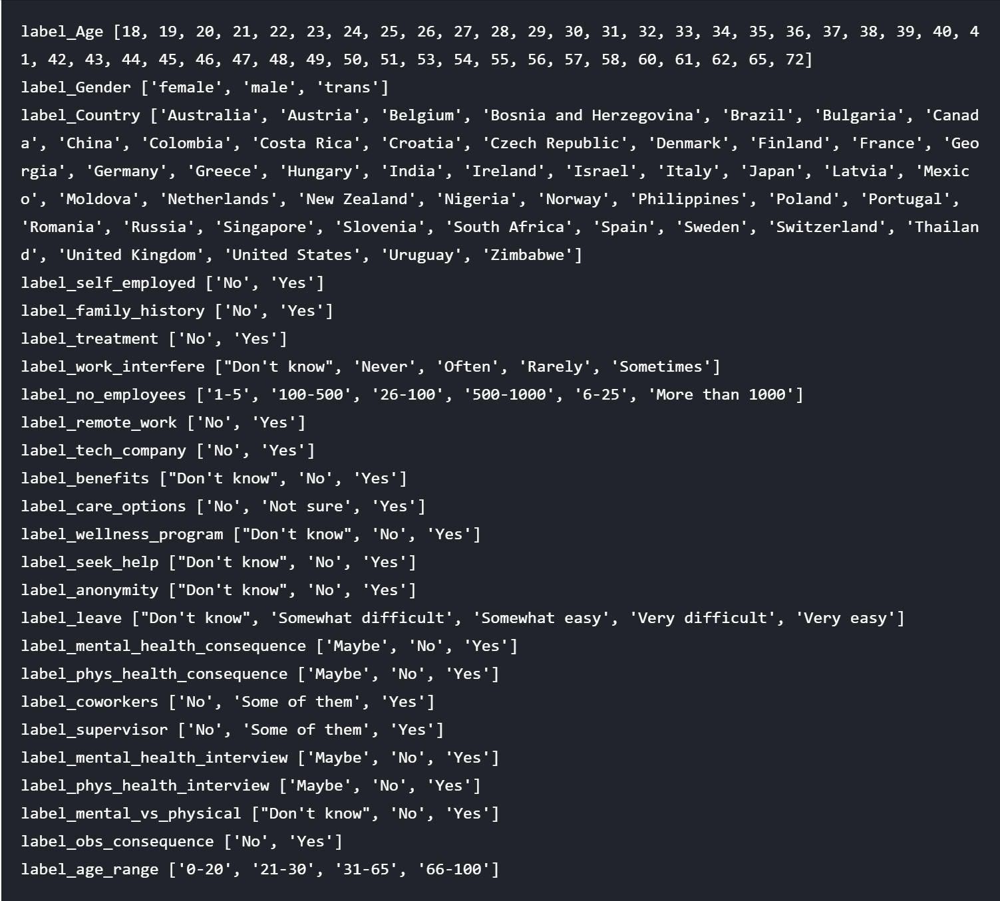 label_Age [18, 19, 20, 21, 22, 23, 24, 25, 26, 27, 28, 29, 30, 31, 32, 33, 34, 35, 36, 37, 38, 39, 40, 4
1, 42, 43, 44, 45, 46, 47, 48, 49, 50, 51, 53, 54, 55, 56, 57, 58, 60, 61, 62, 65, 72]
label_Gender ['female', 'male', 'trans']
label_Country ['Australia', 'Austria', 'Belgium', 'Bosnia and Herzegovina', 'Brazil', 'Bulgaria', 'Canad
a', 'China', 'Colombia', 'Costa Rica', 'Croatia', 'Czech Republic', 'Denmark', 'Finland', 'France', 'Geo
rgia', 'Germany', 'Greece', 'Hungary', 'India', 'Ireland', 'Israel', 'Italy', 'Japan', 'Latvia', 'Mexic
o', 'Moldova', 'Netherlands', 'New Zealand', 'Nigeria', 'Norway', 'Philippines', 'Poland', 'Portugal',
'Romania', 'Russia', 'Singapore', 'Slovenia', 'South Africa', 'Spain', 'Sweden', 'Switzerland', 'Thailan
d', 'United Kingdom', 'United States', 'Uruguay', 'Zimbabwe']
label_self_employed ['No', 'Yes']
label_family_history ['No', 'Yes']
label_treatment ['No', 'Yes']
label_work_interfere ["Don't know", 'Never', 'Often', 'Rarely', 'Sometimes']
label_no_employees ['1-5', '100-500', '26-100', '500-1000', '6-25', 'More than 1000']
label_remote_work ['No', 'Yes']
label_tech_company ['No', 'Yes']
label_benefits ["Don't know", 'No', 'Yes']
label_care_options ['No', 'Not sure', 'Yes']
label_wellness_program ["Don't know", 'No', 'Yes']
label_seek_help ["Don't know", 'No', 'Yes']
label_anonymity ["Don't know", 'No', 'Yes']
label_leave ["Don't know", 'Somewhat difficult', 'Somewhat easy', 'Very difficult', 'Very easy']
label_mental_health_consequence ['Maybe', 'No', 'Yes']
label_phys_health_consequence ['Maybe', 'No', 'Yes']
label_coworkers ['No', 'Some of them', 'Yes']
label_supervisor ['No', 'Some of them', 'Yes']
label_mental_health_interview ['Maybe', 'No', 'Yes']
label_phys_health_interview ['Maybe', 'No', 'Yes']
label_mental_vs_physical ["Don't know", 'No', 'Yes']
label_obs_consequence ['No', 'Yes']
label_age_range ['0-20', '21-30', '31-65', '66-100']